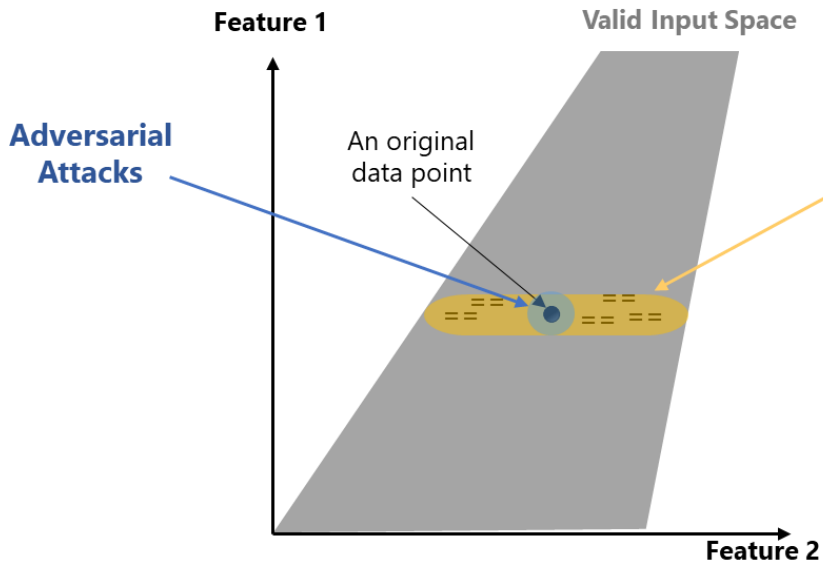 Feature 1
Valid Input Space
Adversarial
Attacks
An original
data point
==
==
==
==
==
Feature 2